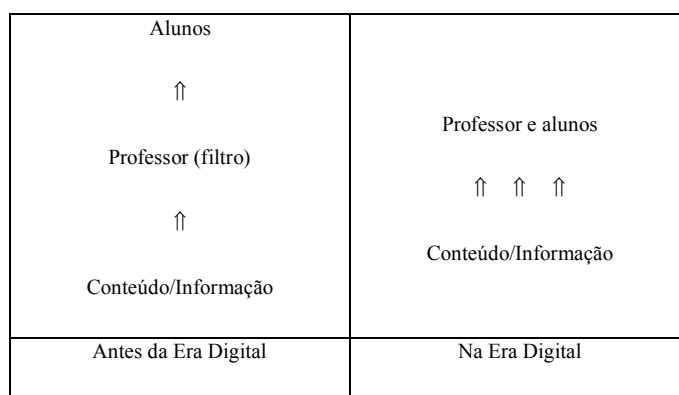 Alunos
⇑
Professor (filtro)
⇑
Conteúdo/Informação
Antes da Era Digital
Professor e alunos
⇑ ⇑ ⇑
Conteúdo/Informação
Na Era Digital